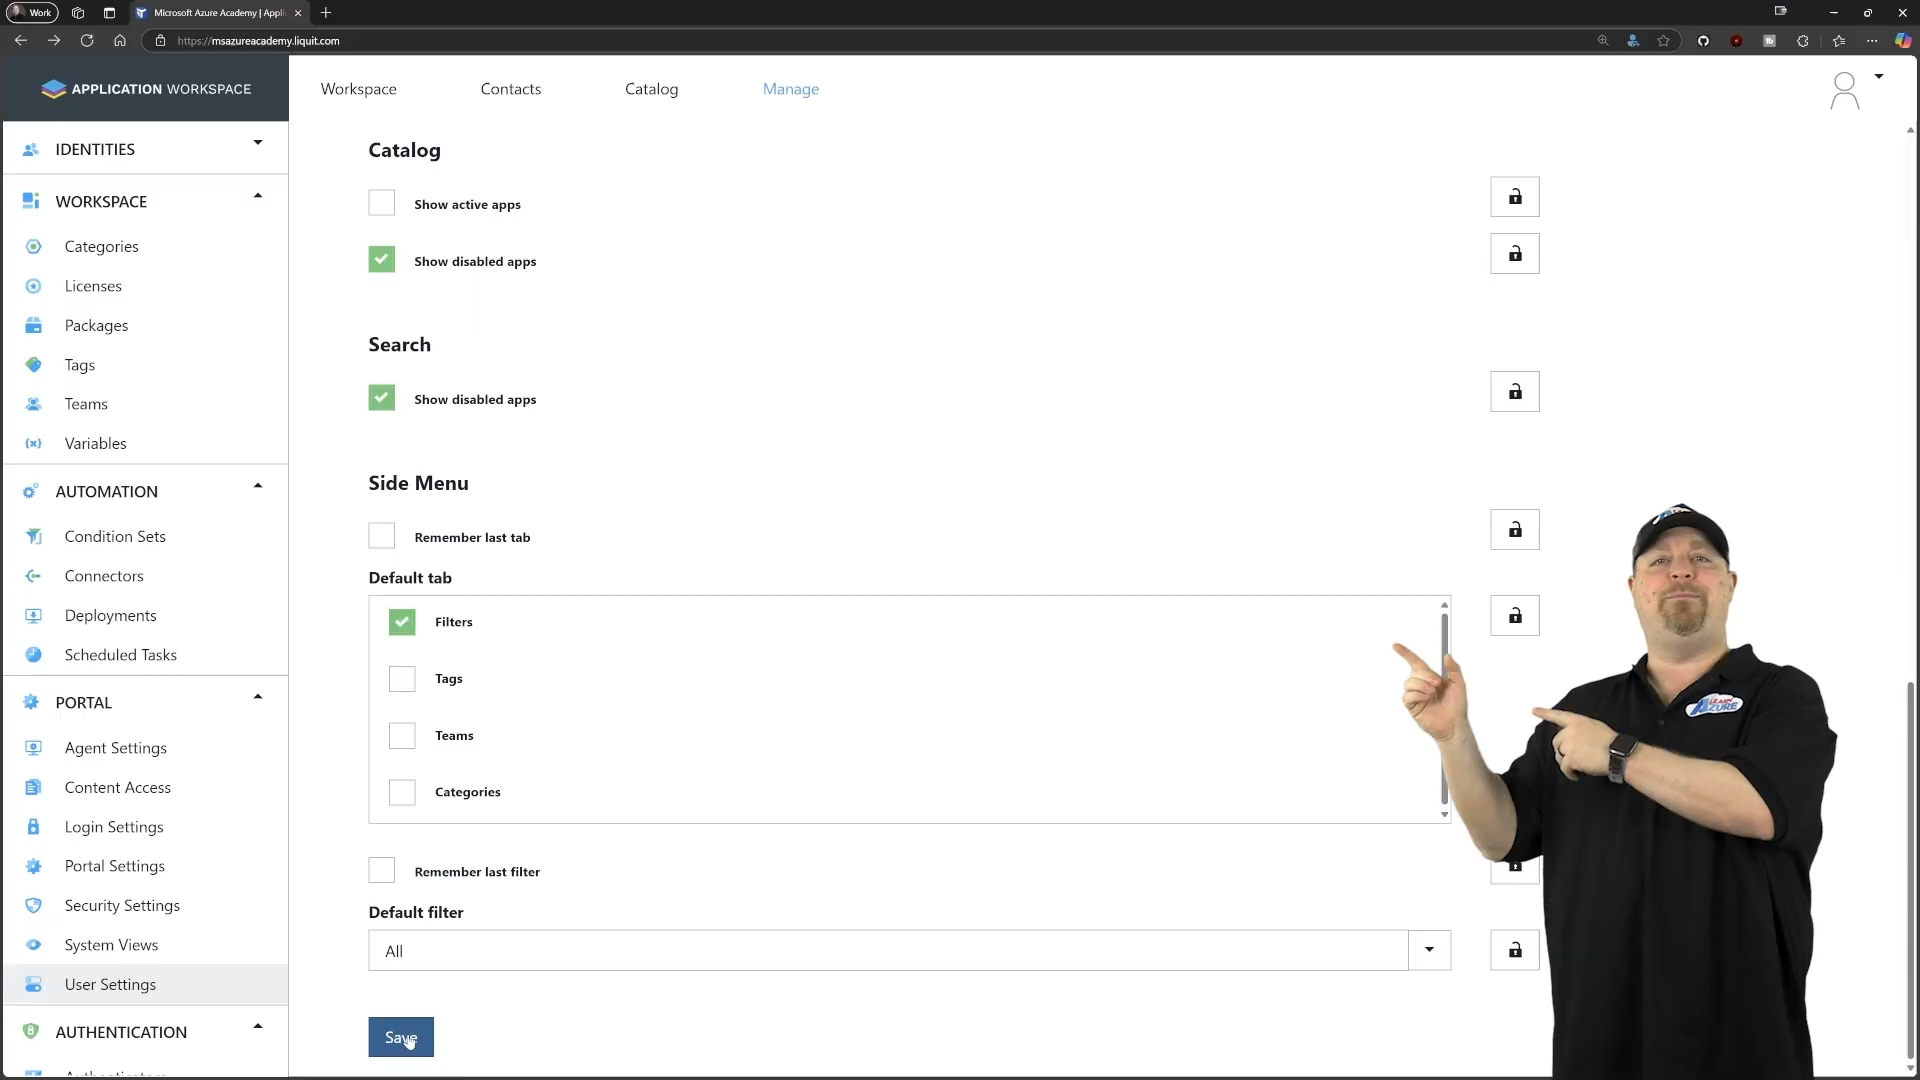 Work
Microsoft Azure Academy | Appli
https://msazureacademy.liquit.com
APPLICATION WORKSPACE
Workspace
Contacts
Catalog
Manage
IDENTITIES
WORKSPACE
Categories
Licenses
Packages
Tags
Teams
Variables
AUTOMATION
Condition Sets
Connectors
Deployments
Scheduled Tasks
PORTAL
Agent Settings
Content Access
Login Settings
Portal Settings
Security Settings
System Views
User Settings
AUTHENTICATION
Catalog
Show active apps
Show disabled apps
Search
Show disabled apps
Side Menu
Remember last tab
Default tab
Filters
Tags
Teams
Categories
Remember last filter
Default filter
All
Save
LEARN
AZURE